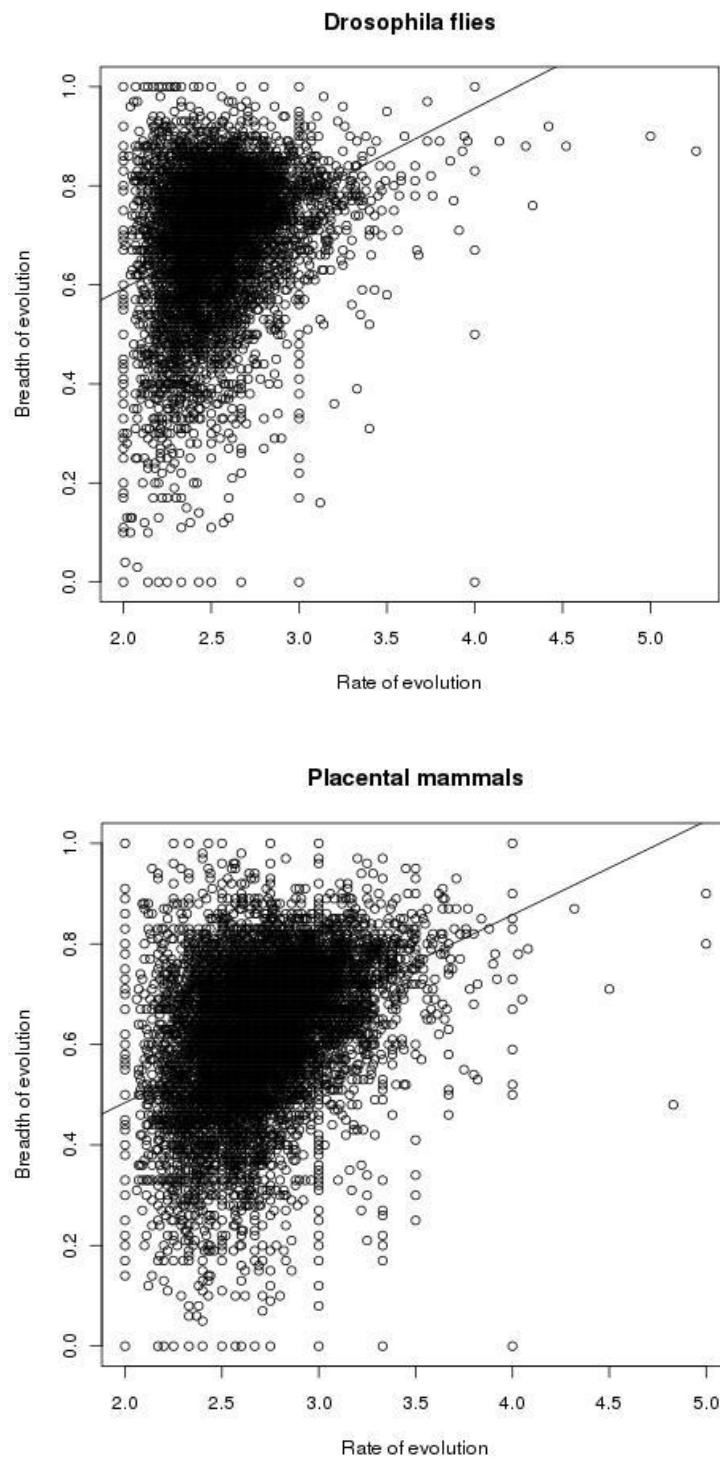 Drosophila flies
1.0
0.8
0.6
0.4
0.2
0.0
Breadth of evolution
2.0 2.5 3.0 3.5 4.0 4.5 5.0
Rate of evolution
Placental mammals
1.0
0.8
0.6
0.4
0.2
0.0
Breadth of evolution
2.0 2.5 3.0 3.5 4.0 4.5 5.0
Rate of evolution